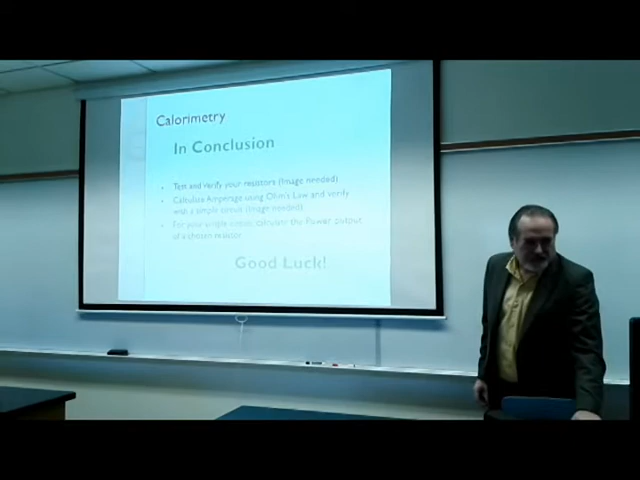 Calorimetry
In Conclusion
Test and verify your resistors (Image needed)
Calculate Amperage using Ohm's Law and verify
with a simple circuit (Image needed)
For your simple circuit, calculate the Power output
of a chosen resistor
Good Luck!